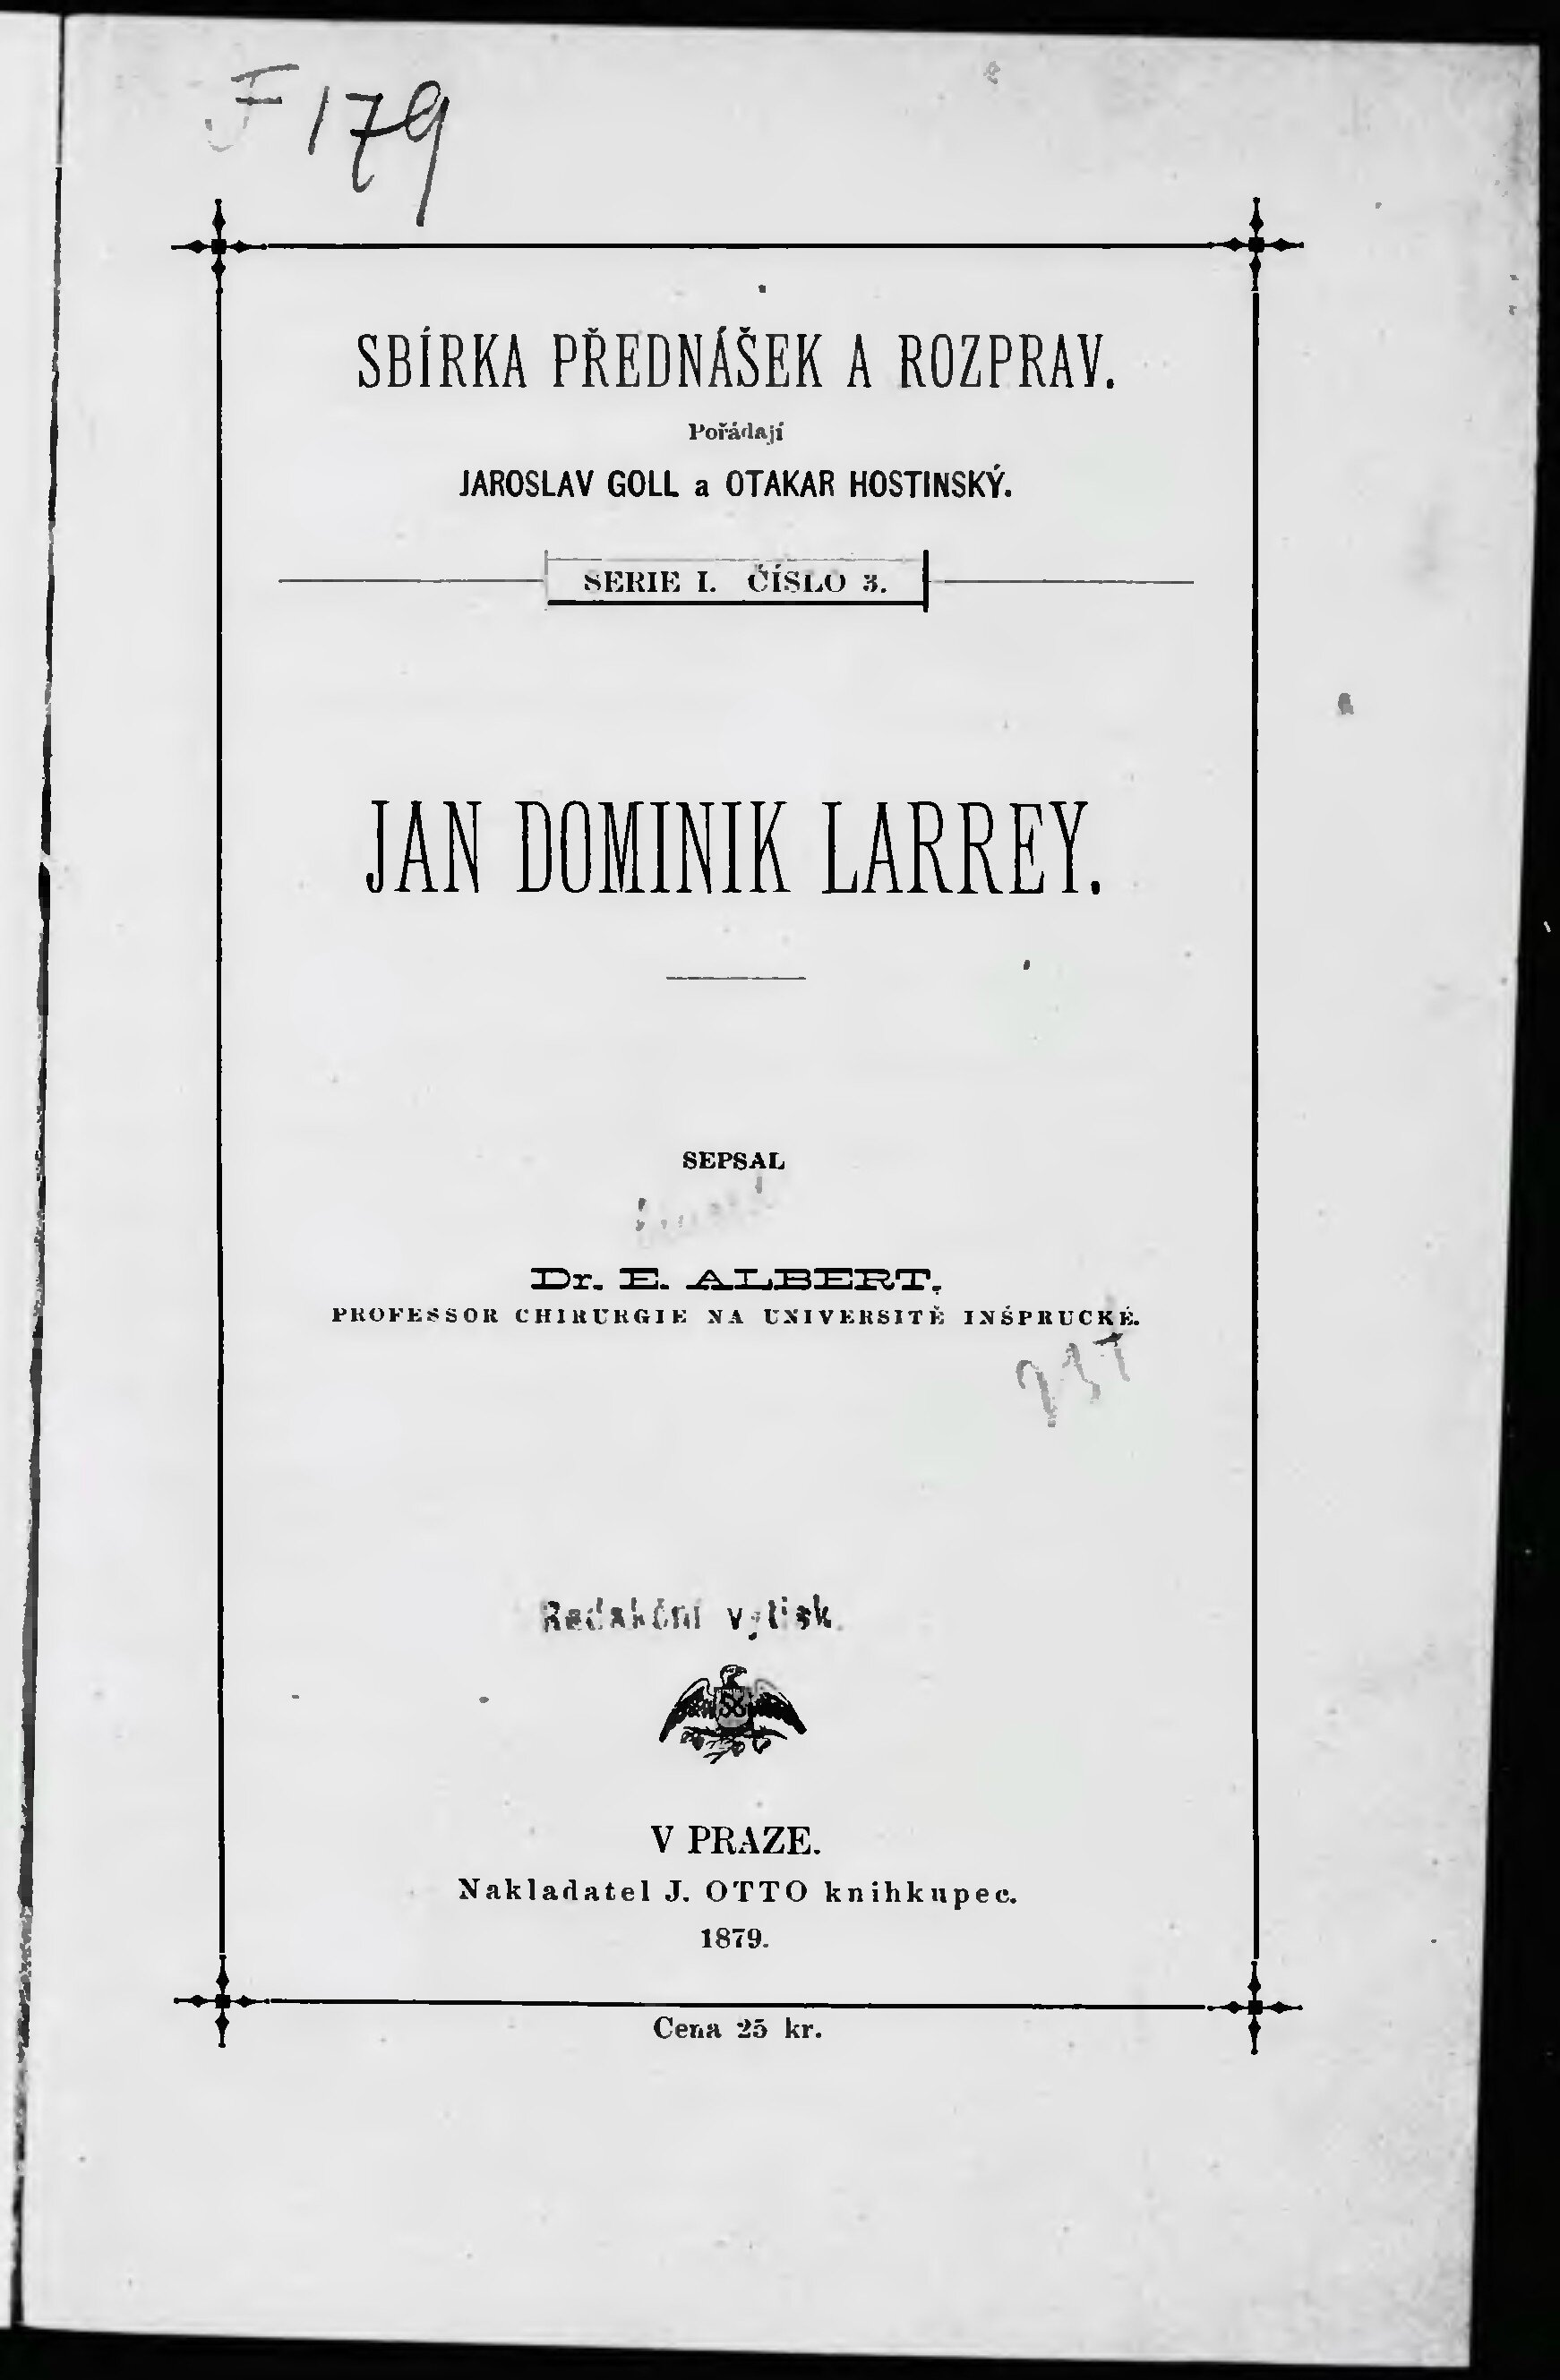 F 179
SBÍRKA PŘEDNÁŠEK A ROZPRAV.
Pořádají
JAROSLAV GOLL a OTAKAR HOSTINSKÝ.
SERIE I. ČÍSLO 3.
JAN DOMINIK LARREY.
SEPSAL
Dr. E. ALBERT,
PROFESSOR CHIRURGIE NA UNIVERSITĚ INŠPRUCKÉ.
Redakční výtisk.
V PRAZE.
Nakladatel J. OTTO knihkupec.
1879.
Cena 25 kr.